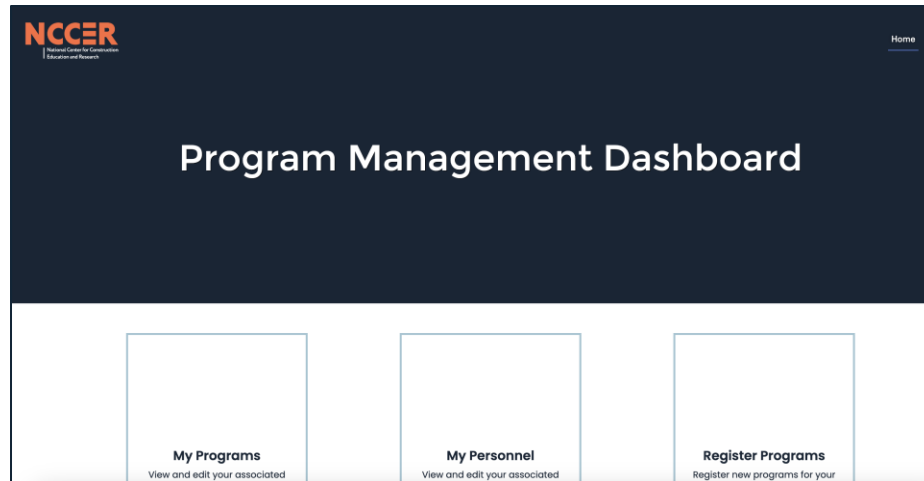 NCCER
National Center for Construction
Education and Research
Home
Program Management Dashboard
My Programs
View and edit your associated
My Personnel
View and edit your associated
Register Programs
Register new programs for your